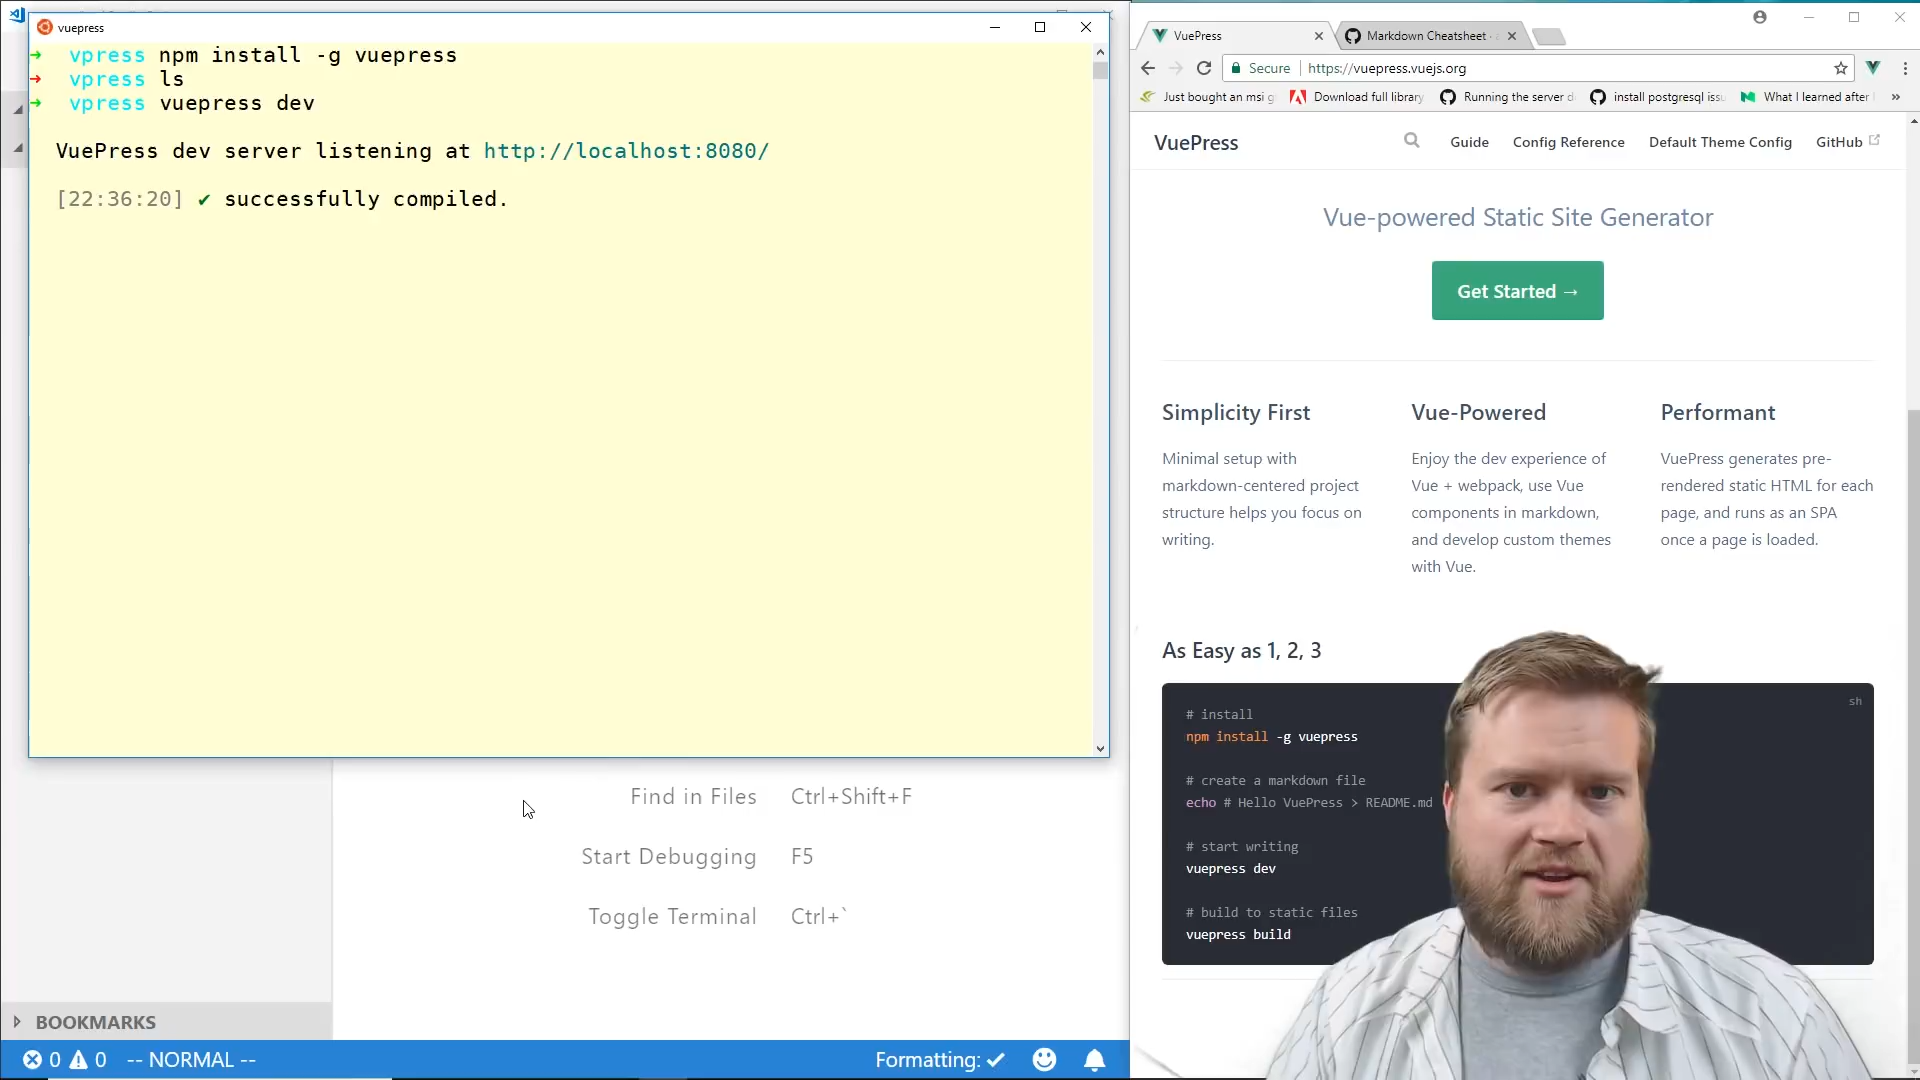 vuepress
vpress npm install -g vuepress
vpress ls
vpress vuepress dev
VuePress dev server listening at http://localhost:8080/
[22:36:20] ✔ successfully compiled.
Find in Files Ctrl+Shift+F
Start Debugging F5
Toggle Terminal Ctrl+`
BOOKMARKS
0 0 -- NORMAL -- Formatting: ✓
VuePress
Markdown Cheatsheet ·
Secure https://vuepress.vuejs.org
Just bought an msi g
Download full library
Running the server d
install postgresql issu
What I learned after
»
VuePress
Guide Config Reference Default Theme Config GitHub
Vue-powered Static Site Generator
Get Started →
Simplicity First
Minimal setup with
markdown-centered project
structure helps you focus on
writing.
Vue-Powered
Enjoy the dev experience of
Vue + webpack, use Vue
components in markdown,
and develop custom themes
with Vue.
Performant
VuePress generates pre-
rendered static HTML for each
page, and runs as an SPA
once a page is loaded.
As Easy as 1, 2, 3
sh
# install
npm install -g vuepress
# create a markdown file
echo # Hello VuePress > README.md
# start writing
vuepress dev
# build to static files
vuepress build